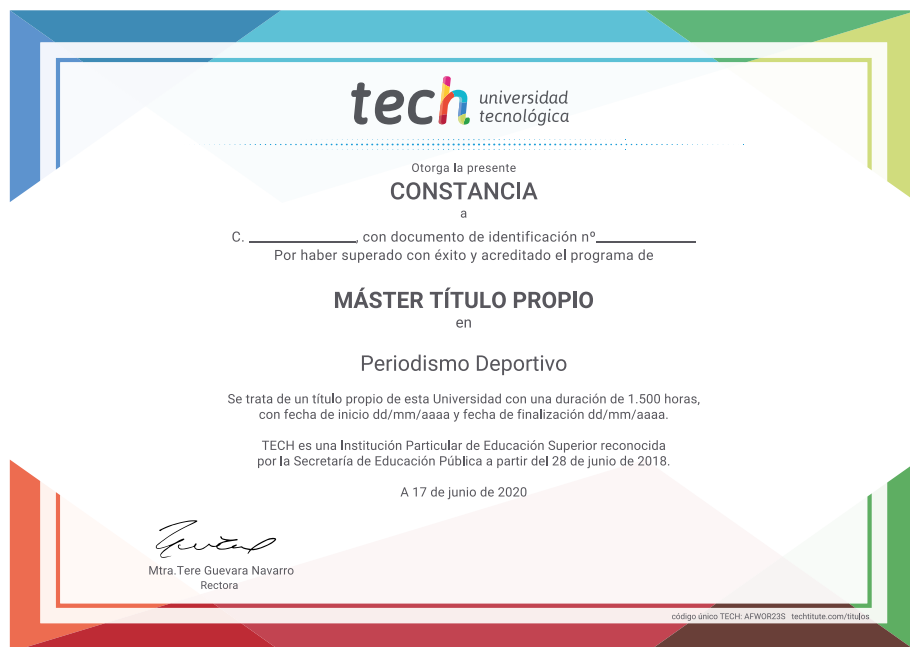 tech universidad
tecnológica
Otorga la presente
CONSTANCIA
a
C. ____________, con documento de identificación nº____________
Por haber superado con éxito y acreditado el programa de
MÁSTER TÍTULO PROPIO
en
Periodismo Deportivo
Se trata de un título propio de esta Universidad con una duración de 1.500 horas,
con fecha de inicio dd/mm/aaaa y fecha de finalización dd/mm/aaaa.
TECH es una Institución Particular de Educación Superior reconocida
por la Secretaría de Educación Pública a partir del 28 de junio de 2018.
A 17 de junio de 2020
Mtra.Tere Guevara Navarro
Rectora
código único TECH: AFWOR23S techtitute.com/titulos